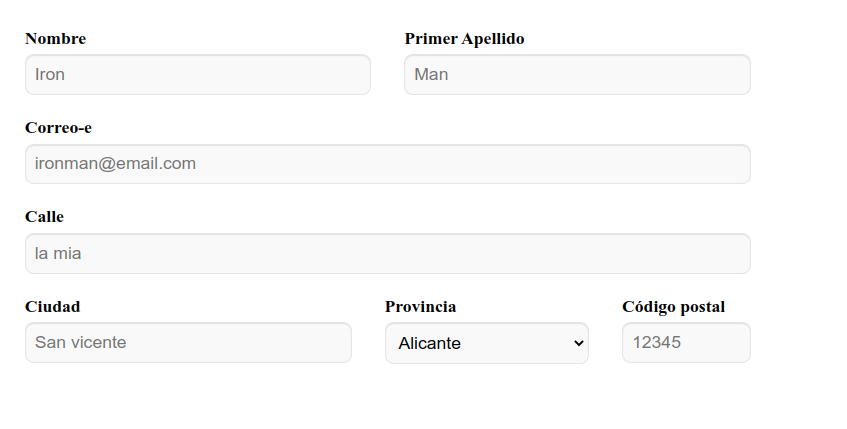 Nombre Primer Apellido
Iron Man
Correo-e
ironman@email.com
Calle
la mia
Ciudad Provincia Código postal
San vicente Alicante 12345